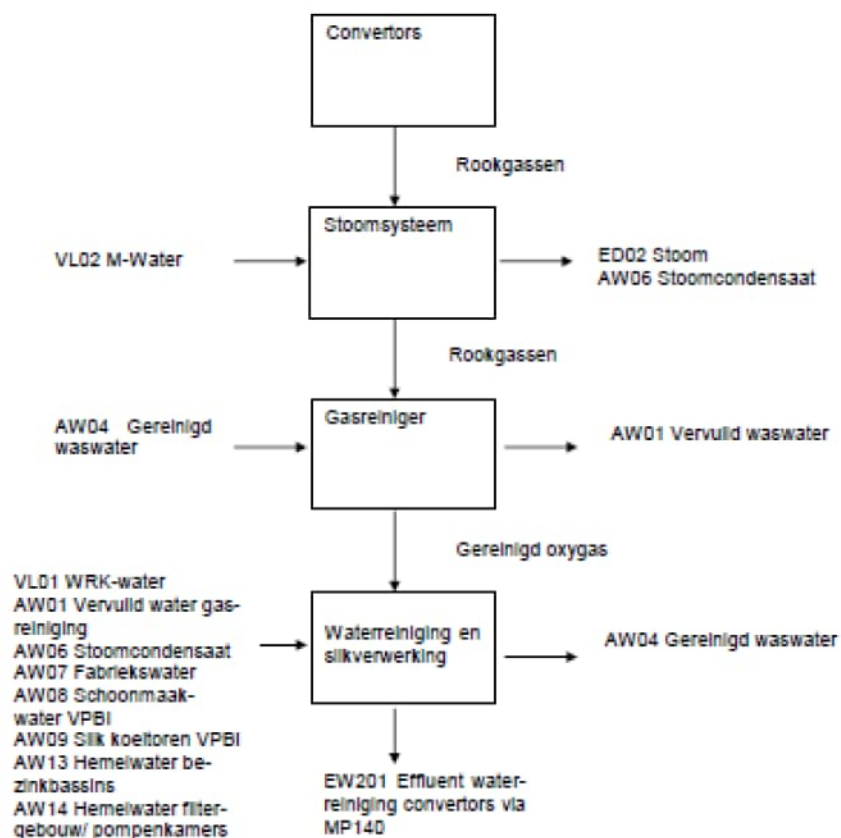 Convertors
Rookgassen
Stoomsysteem
VL02 M-Water
ED02 Stoom
AW06 Stoomcondensaat
Rookgassen
Gasreiniger
AW04 Gereinigd
waswater
AW01 Vervuild waswater
Gereinigd oxygas
VL01 WRK-water
AW01 Vervuild water gas-
reiniging
AW06 Stoomcondensaat
AW07 Fabriekswater
AW08 Schoonmaak-
water VPBI
AW09 Slik koeltoren VPBI
AW13 Hemelwater be-
zinkbassins
AW14 Hemelwater filter-
gebouw/ pompenkamers
Waterreiniging en
slikverwerking
AW04 Gereinigd waswater
EW201 Effluent water-
reiniging convertors via
MP140